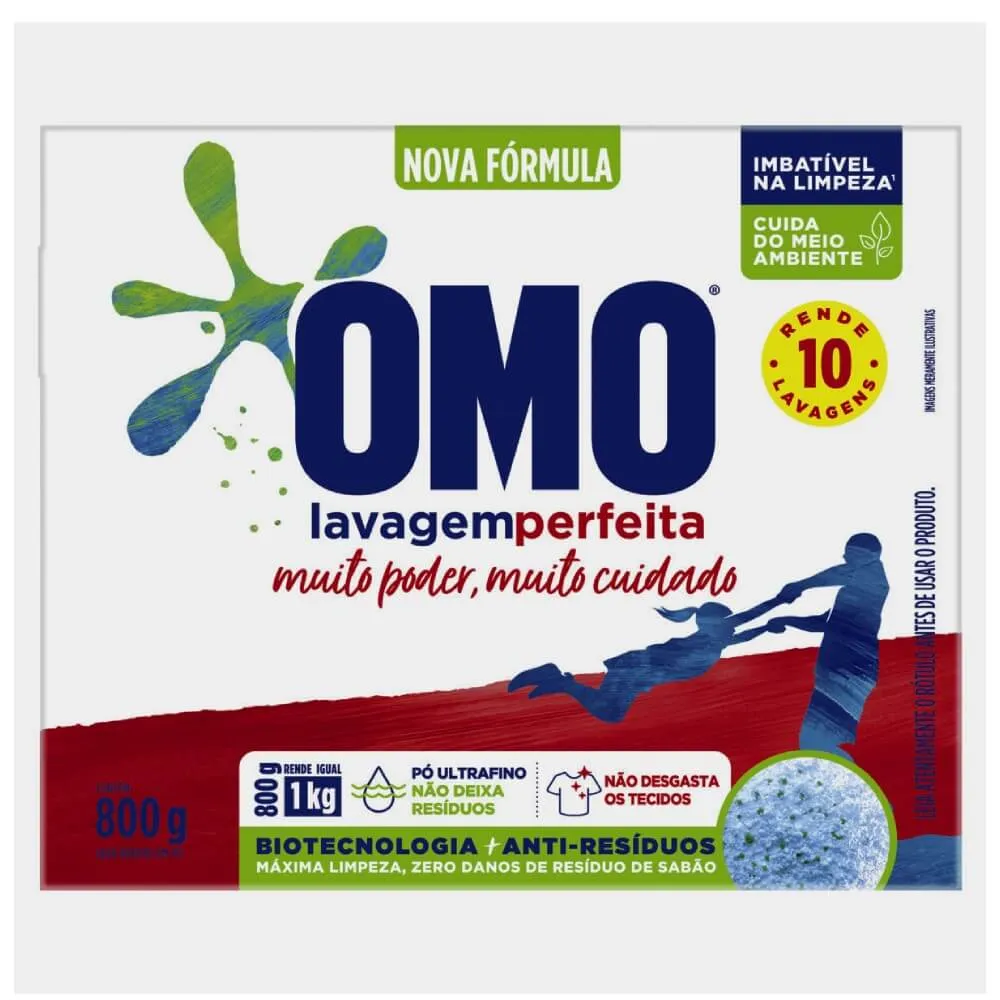 NOVA FÓRMULA
IMBATÍVEL
NA LIMPEZA¹
CUIDA
DO MEIO
AMBIENTE
OMO®
RENDE
10
LAVAGENS
IMAGENS MERAMENTE ILUSTRATIVAS
lavagemperfeita
muito poder, muito cuidado
LEIA ATENTAMENTE O RÓTULO ANTES DE USAR O PRODUTO.
800g
RENDE IGUAL
1kg
PÓ ULTRAFINO
NÃO DEIXA
RESÍDUOS
NÃO DESGASTA
OS TECIDOS
800 g
BIOTECNOLOGIA + ANTI-RESÍDUOS
MÁXIMA LIMPEZA, ZERO DANOS DE RESÍDUO DE SABÃO